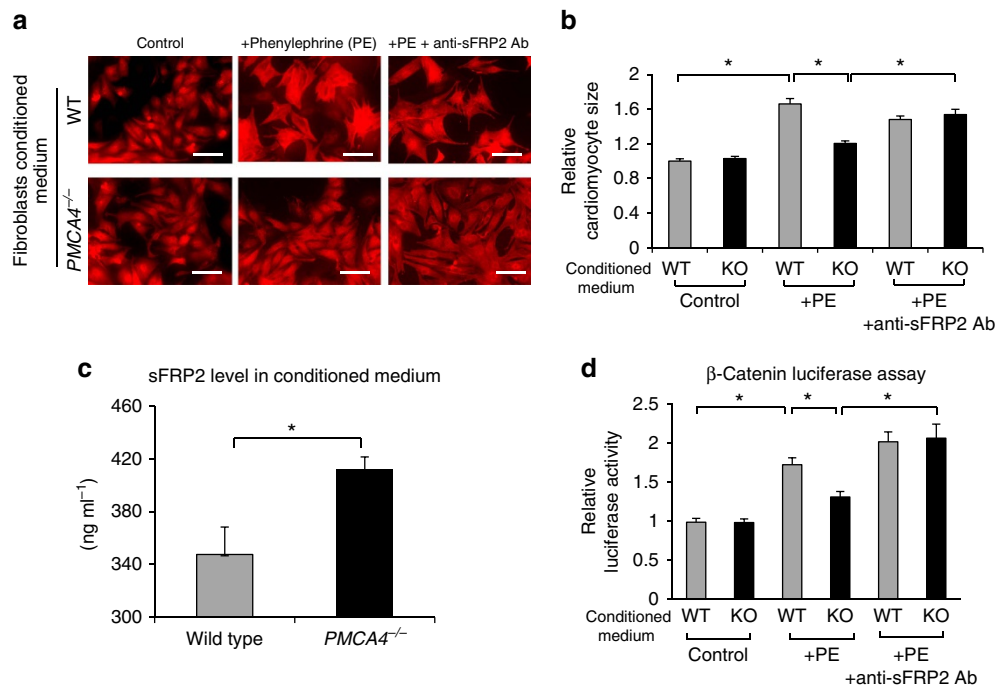 a
Control
+Phenylephrine (PE)
+PE + anti-sFRP2 Ab
Fibroblasts conditioned
medium
WT
PMCA4–/–
b
Relative
cardiomyocyte size
2
1.6
1.2
0.8
0.4
0
*
*
*
Conditioned
medium
WT KO WT KO WT KO
Control
+PE
+PE
+anti-sFRP2 Ab
c
sFRP2 level in conditioned medium
(ng ml–1)
460
420
380
340
300
*
Wild type
PMCA4–/–
d
β-Catenin luciferase assay
Relative
luciferase activity
2.5
2
1.5
1
0.5
0
*
*
*
Conditioned
medium
WT KO WT KO WT KO
Control
+PE
+PE
+anti-sFRP2 Ab